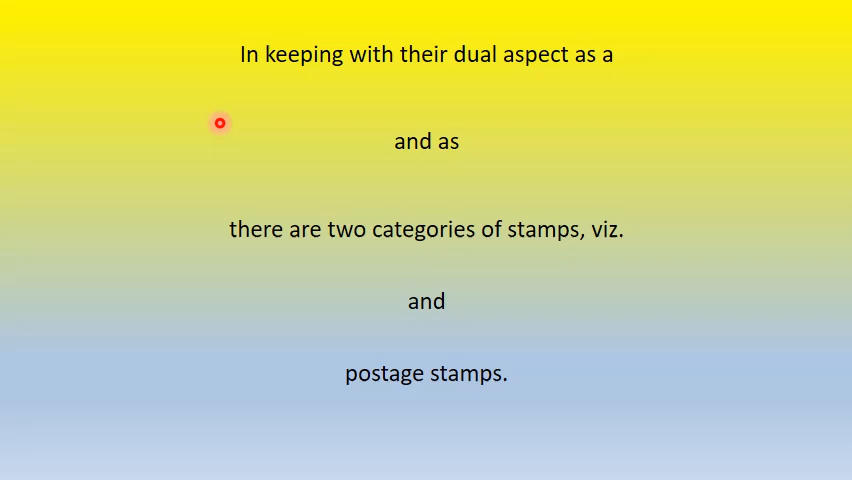 In keeping with their dual aspect as a
and as
there are two categories of stamps, viz.
and
postage stamps.